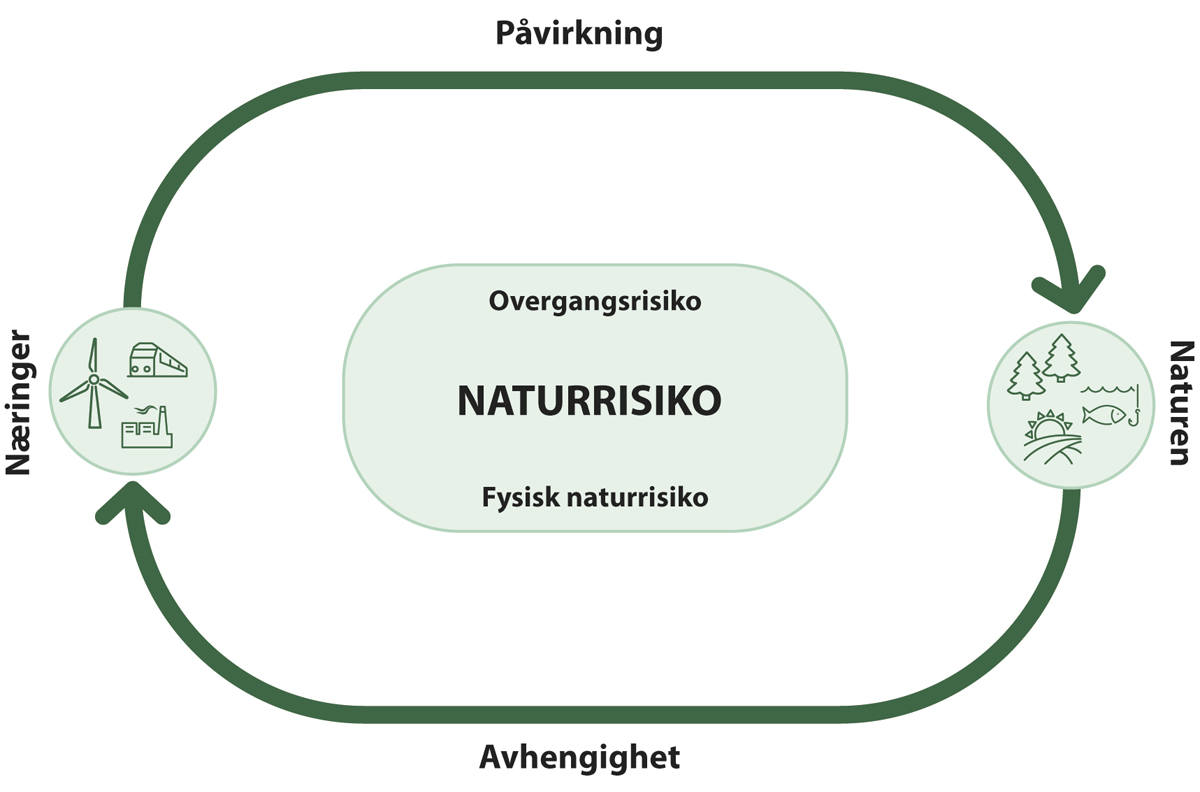 Påvirkning
Overgangsrisiko
Næringer
NATURRISIKO
Naturen
Fysisk naturrisiko
Avhengighet